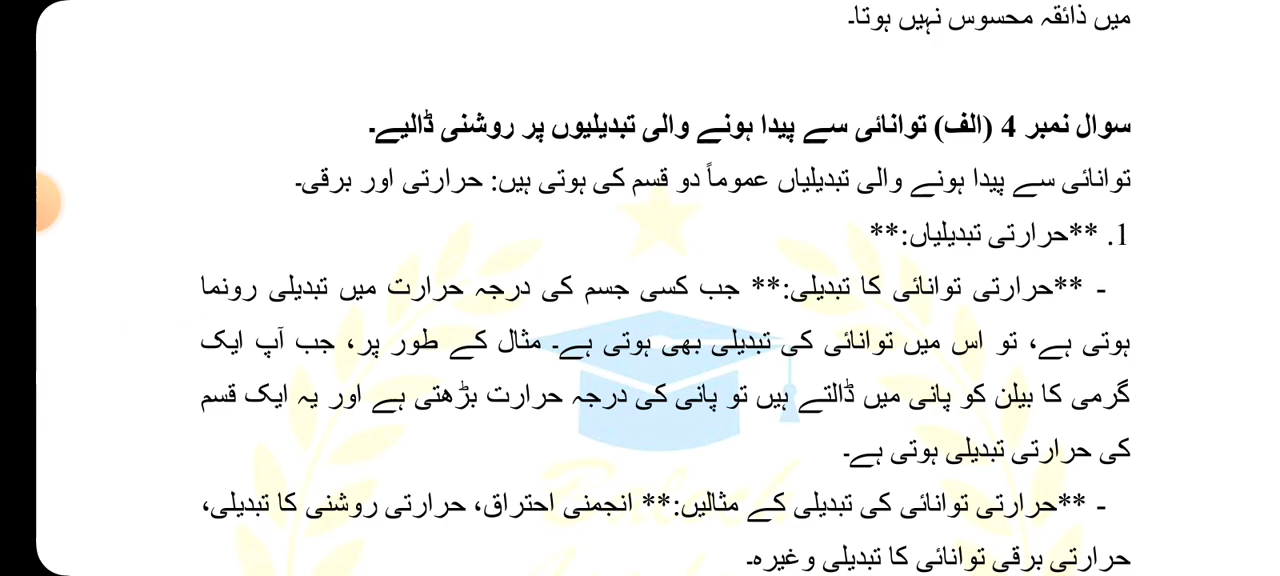 میں ذائقہ محسوس نہیں ہوتا۔
سوال نمبر 4 (الف) توانائی سے پیدا ہونے والی تبدیلیوں پر روشنی ڈالیے۔
توانائی سے پیدا ہونے والی تبدیلیاں عموماً دو قسم کی ہوتی ہیں: حرارتی اور برقی۔
1. **حرارتی تبدیلیاں:**
- **حرارتی توانائی کا تبدیلی:** جب کسی جسم کی درجہ حرارت میں تبدیلی رونما
ہوتی ہے، تو اس میں توانائی کی تبدیلی بھی ہوتی ہے۔ مثال کے طور پر، جب آپ ایک
گرمی کا بیلن کو پانی میں ڈالتے ہیں تو پانی کی درجہ حرارت بڑھتی ہے اور یہ ایک قسم
کی حرارتی تبدیلی ہوتی ہے۔
- **حرارتی توانائی کی تبدیلی کے مثالیں:** انجمنی احتراق، حرارتی روشنی کا تبدیلی،
حرارتی برقی توانائی کا تبدیلی وغیرہ۔